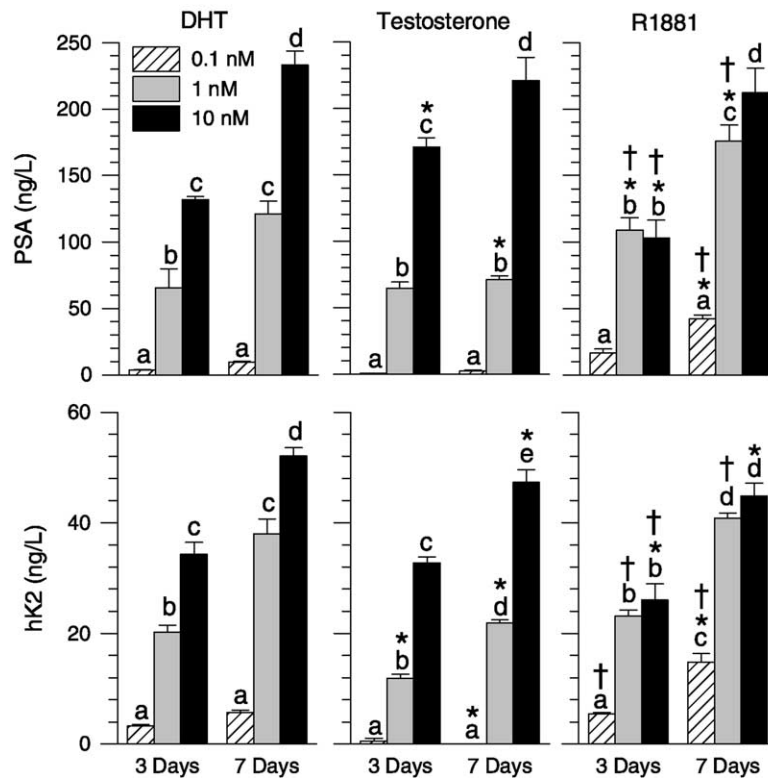 DHT Testosterone R1881
PSA (ng/L)
250
200
150
100
50
0
0.1 nM
1 nM
10 nM
a b c a c d
a b * c a * b d
a † * b † * b † * a † * c d
hK2 (ng/L)
60
40
20
0
a b c a c d
a * b c * a * d * e
† a † b † * b † * c † d * d
3 Days 7 Days 3 Days 7 Days 3 Days 7 Days